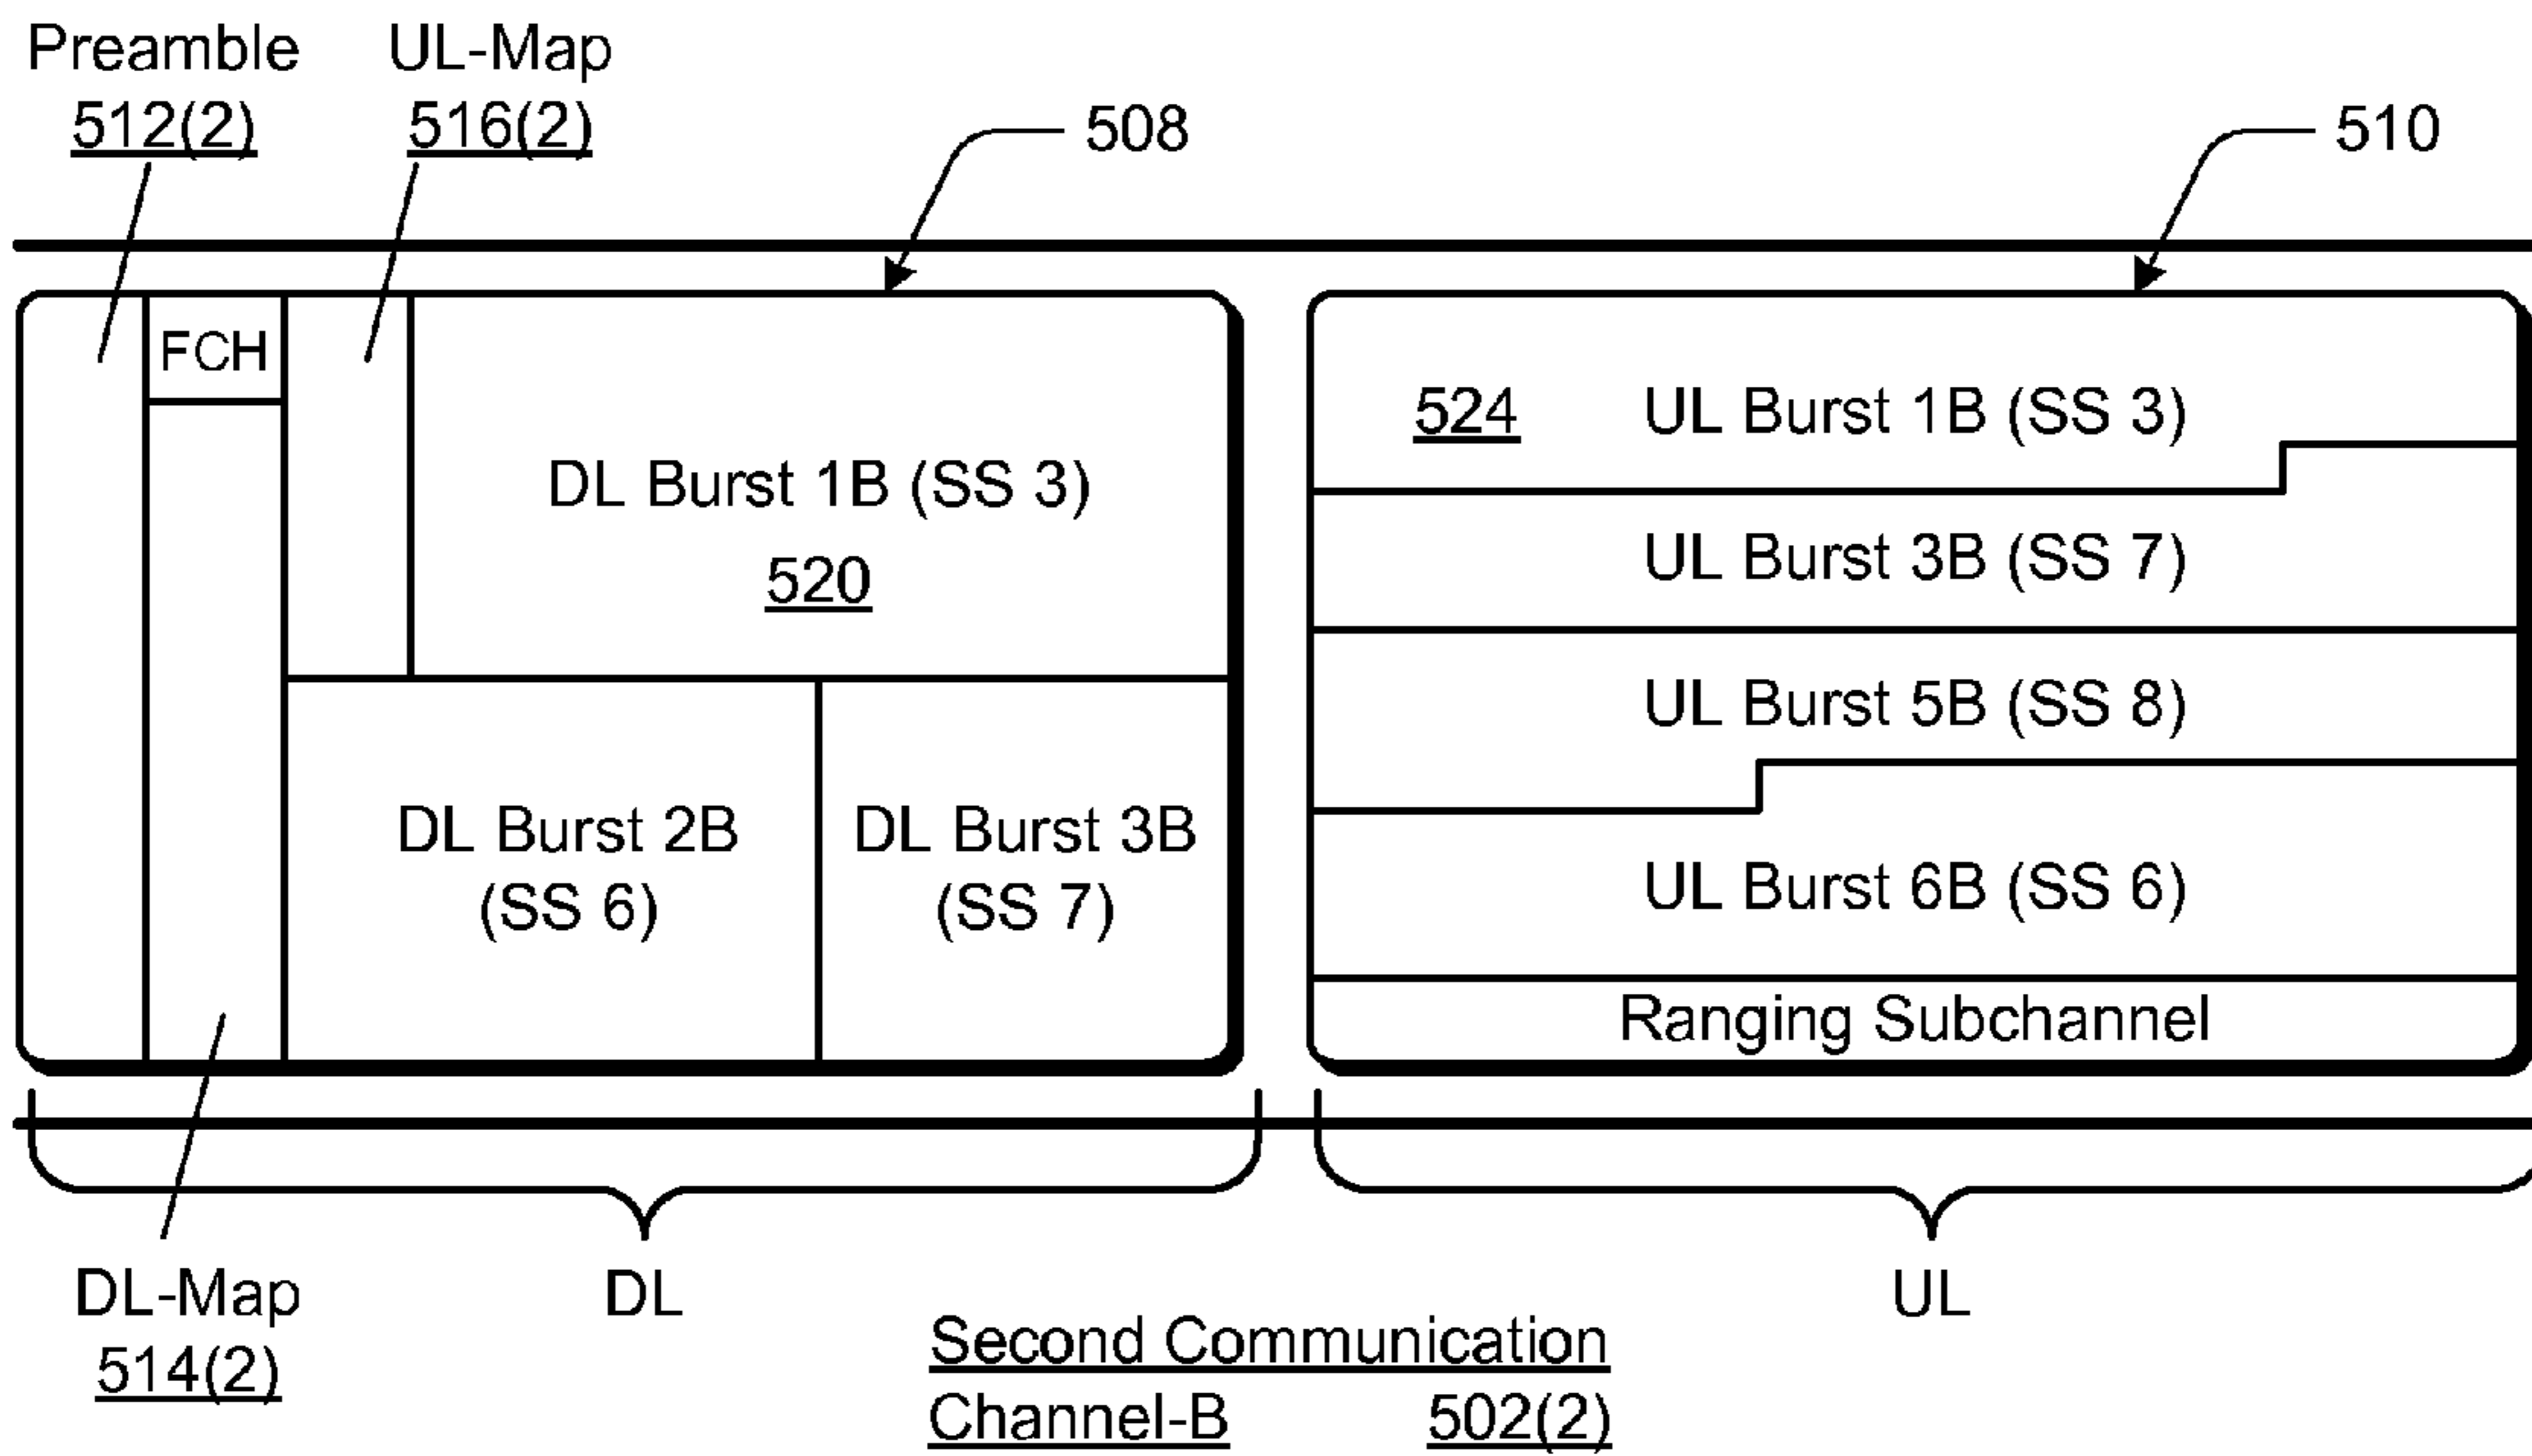 Preamble
512(2)
UL-Map
516(2)
508
510
FCH
DL Burst 1B (SS 3)
520
DL Burst 2B
(SS 6)
DL Burst 3B
(SS 7)
524 UL Burst 1B (SS 3)
UL Burst 3B (SS 7)
UL Burst 5B (SS 8)
UL Burst 6B (SS 6)
Ranging Subchannel
DL-Map
514(2)
DL
UL
Second Communication
Channel-B 502(2)